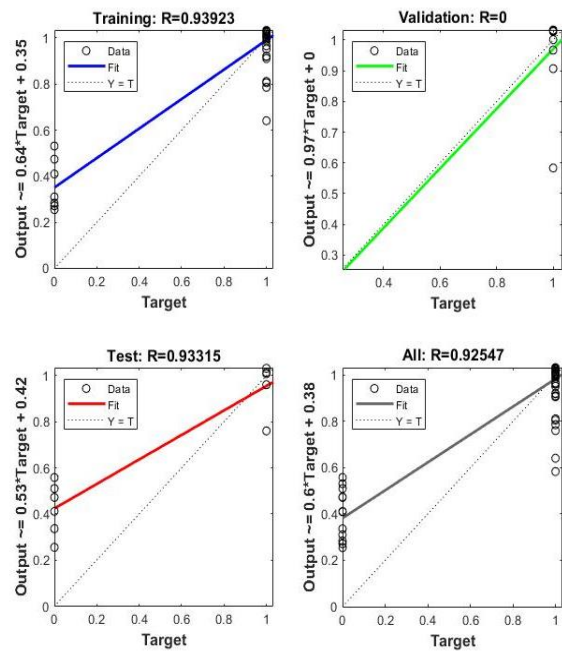 Training: R=0.93923
Output ~= 0.64*Target + 0.35
Data
Fit
Y = T
1
0.8
0.6
0.4
0.2
0
0 0.2 0.4 0.6 0.8 1
Target
Validation: R=0
Output ~= 0.97*Target + 0
Data
Fit
Y = T
1
0.9
0.8
0.7
0.6
0.5
0.4
0.3
0.4 0.6 0.8 1
Target
Test: R=0.93315
Output ~= 0.53*Target + 0.42
Data
Fit
Y = T
1
0.8
0.6
0.4
0.2
0
0 0.2 0.4 0.6 0.8 1
Target
All: R=0.92547
Output ~= 0.6*Target + 0.38
Data
Fit
Y = T
1
0.8
0.6
0.4
0.2
0
0 0.2 0.4 0.6 0.8 1
Target